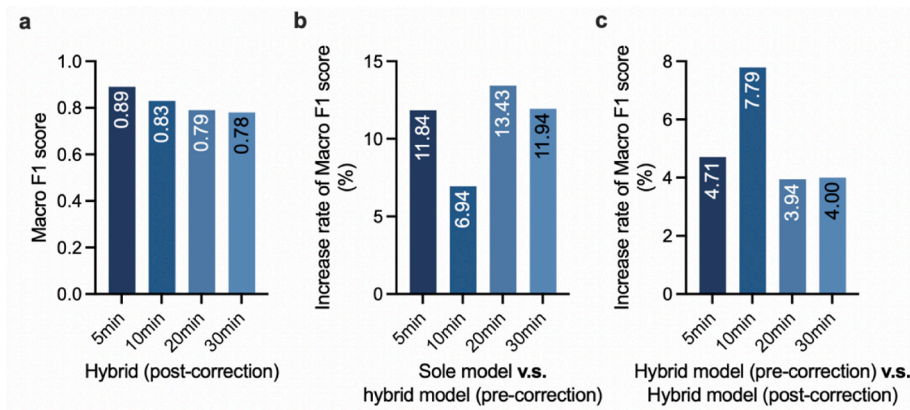 a
Macro F1 score
1.0
0.8
0.6
0.4
0.2
0.0
0.89
0.83
0.79
0.78
5min
10min
20min
30min
Hybrid (post-correction)
b
Increase rate of Macro F1 score
(%)
15
10
5
0
11.84
6.94
13.43
11.94
5min
10min
20min
30min
Sole model v.s.
hybrid model (pre-correction)
c
Increase rate of Macro F1 score
(%)
8
6
4
2
0
4.71
7.79
3.94
4.00
5min
10min
20min
30min
Hybrid model (pre-correction) v.s.
Hybrid model (post-correction)